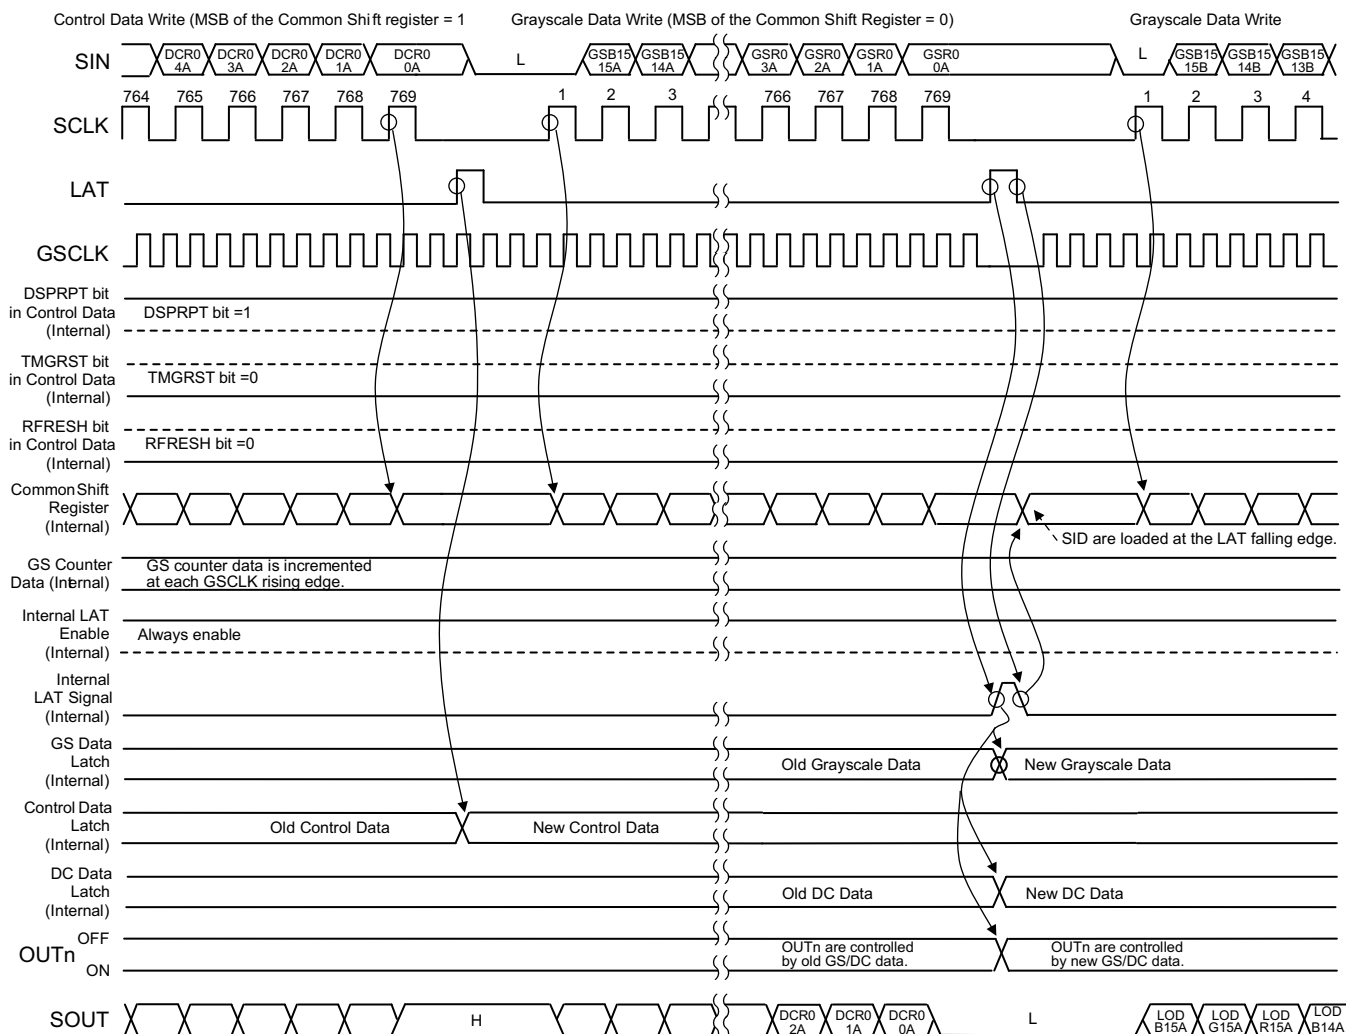 Control Data Write (MSB of the Common Shift register = 1
Grayscale Data Write (MSB of the Common Shift Register = 0)
Grayscale Data Write
SIN
DCR0 4A
DCR0 3A
DCR0 2A
DCR0 1A
DCR0 0A
L
GSB15 15A
GSB15 14A
GSR0 3A
GSR0 2A
GSR0 1A
GSR0 0A
L
GSB15 15B
GSB15 14B
GSB15 13B
SCLK
764 765 766 767 768 769 1 2 3 766 767 768 769 1 2 3 4
LAT
GSCLK
DSPRPT bit
in Control Data
(Internal)
DSPRPT bit =1
TMGRST bit
in Control Data
(Internal)
TMGRST bit =0
RFRESH bit
in Control Data
(Internal)
RFRESH bit =0
Common Shift
Register
(Internal)
SID are loaded at the LAT falling edge.
GS Counter
Data (Internal)
GS counter data is incremented
at each GSCLK rising edge.
Internal LAT
Enable
(Internal)
Always enable
Internal
LAT Signal
(Internal)
GS Data
Latch
(Internal)
Old Grayscale Data
New Grayscale Data
Control Data
Latch
(Internal)
Old Control Data
New Control Data
DC Data
Latch
(Internal)
Old DC Data
New DC Data
OUTn
OFF
ON
OUTn are controlled
by old GS/DC data.
OUTn are controlled
by new GS/DC data.
SOUT
H
DCR0 2A
DCR0 1A
DCR0 0A
L
LOD B15A
LOD G15A
LOD R15A
LOD B14A